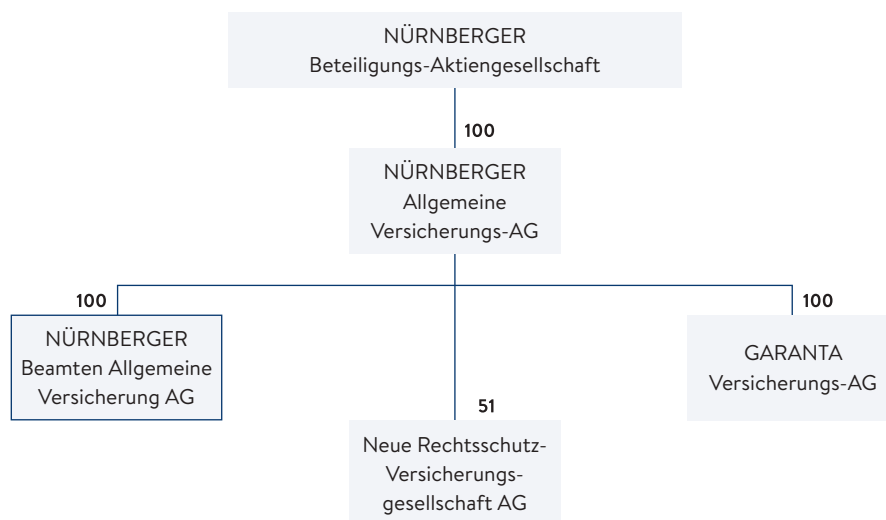 NÜRNBERGER
Beteiligungs-Aktiengesellschaft
100
NÜRNBERGER
Allgemeine
Versicherungs-AG
100
NÜRNBERGER
Beamten Allgemeine
Versicherung AG
51
Neue Rechtsschutz-
Versicherungs-
gesellschaft AG
100
GARANTA
Versicherungs-AG